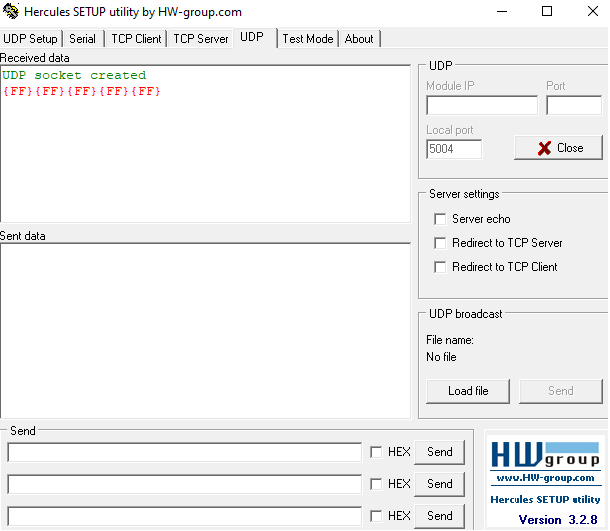 Hercules SETUP utility by HW-group.com
UDP Setup Serial TCP Client TCP Server UDP Test Mode About
Received data
UDP socket created
{FF}{FF}{FF}{FF}{FF}
UDP
Module IP Port
Local port
5004 Close
Server settings
Server echo
Redirect to TCP Server
Redirect to TCP Client
Sent data
UDP broadcast
File name:
No file
Load file Send
Send
HEX Send
HEX Send
HEX Send
HW group
www.HW-group.com
Hercules SETUP utility
Version 3.2.8